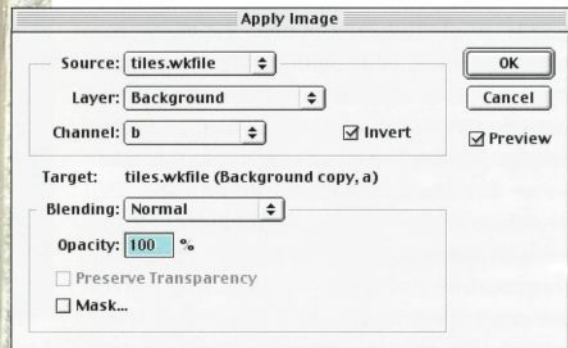 Apply Image
Source: tiles.wkfile
OK
Layer: Background
Cancel
Channel: b
Invert
Preview
Target: tiles.wkfile (Background copy, a)
Blending: Normal
Opacity: 100 %
Preserve Transparency
Mask...